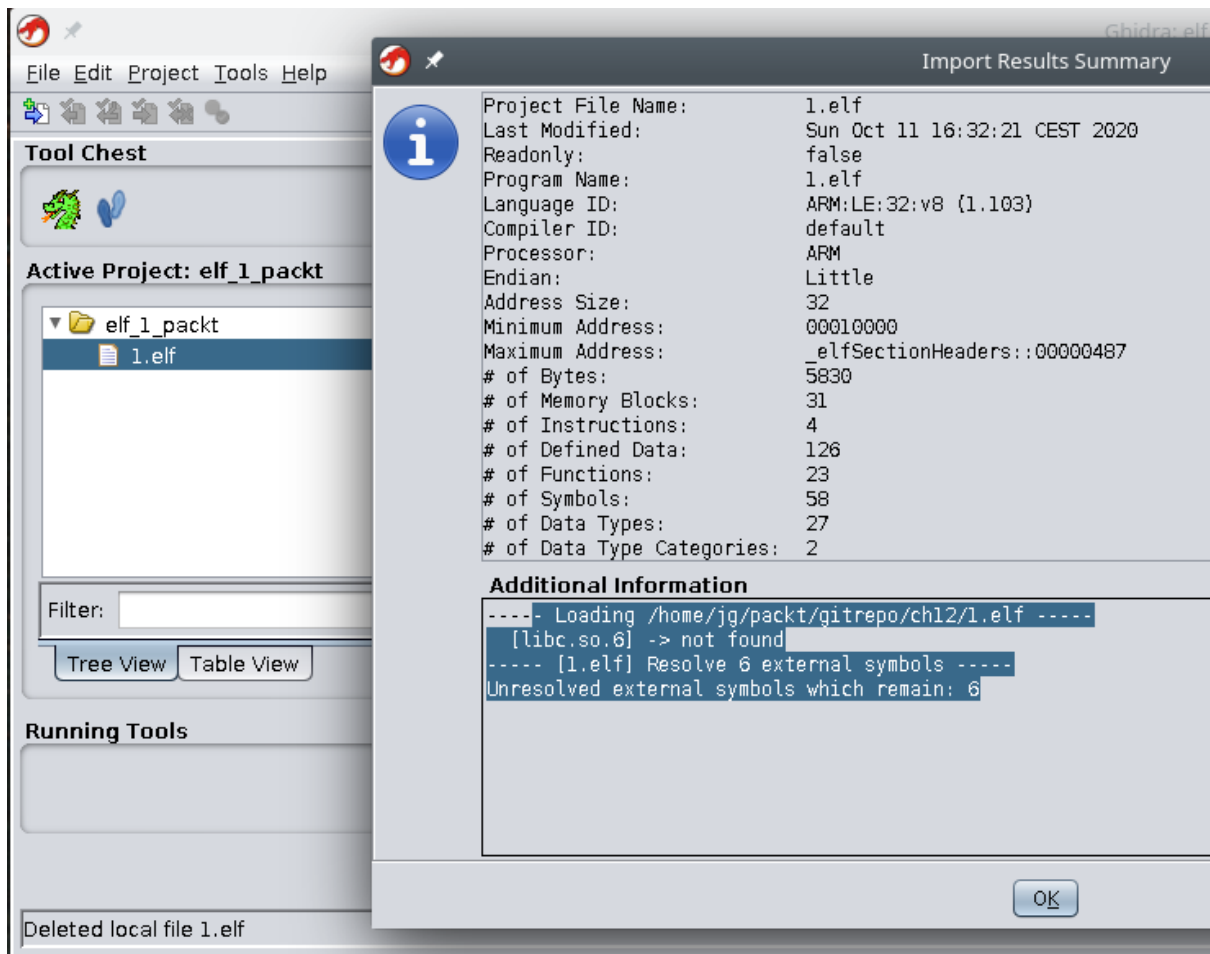 Ghidra: elf
File Edit Project Tools Help
Import Results Summary
Tool Chest
Active Project: elf_1_packt
elf_1_packt
1.elf
Filter:
Tree View Table View
Running Tools
Deleted local file 1.elf
Project File Name: 1.elf
Last Modified: Sun Oct 11 16:32:21 CEST 2020
Readonly: false
Program Name: 1.elf
Language ID: ARM:LE:32:v8 (1.103)
Compiler ID: default
Processor: ARM
Endian: Little
Address Size: 32
Minimum Address: 00010000
Maximum Address: _elfSectionHeaders::00000487
# of Bytes: 5830
# of Memory Blocks: 31
# of Instructions: 4
# of Defined Data: 126
# of Functions: 23
# of Symbols: 58
# of Data Types: 27
# of Data Type Categories: 2
Additional Information
----- Loading /home/jg/packt/gitrepo/ch12/1.elf -----
[libc.so.6] -> not found
----- [1.elf] Resolve 6 external symbols -----
Unresolved external symbols which remain: 6
OK